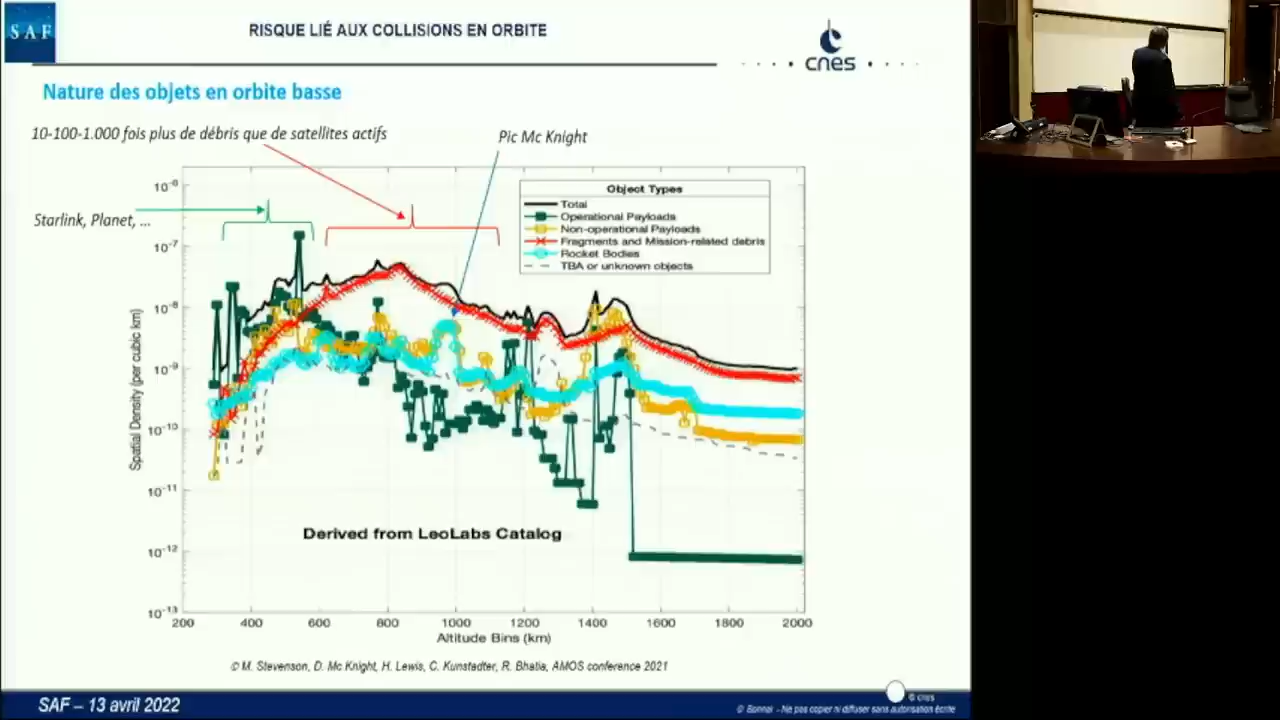 SAF
RISQUE LIÉ AUX COLLISIONS EN ORBITE
cnes
Nature des objets en orbite basse
10-100-1.000 fois plus de débris que de satellites actifs
Pic Mc Knight
Starlink, Planet, ...
Object Types
Total
Operational Payloads
Non-operational Payloads
Fragments and Mission-related debris
Rocket Bodies
TBA or unknown objects
Spatial Density (per cubic km)
10-7
10-8
10-9
10-10
10-11
10-12
10-13
200 400 600 800 1000 1200 1400 1600 1800 2000
Altitude Bins (km)
Derived from LeoLabs Catalog
© M. Stevenson, D. Mc Knight, H. Lewis, C. Kunstadter, R. Bhatia, AMOS conference 2021
SAF – 13 avril 2022
© cnes
© Bonnal - Ne pas copier ni diffuser sans autorisation écrite